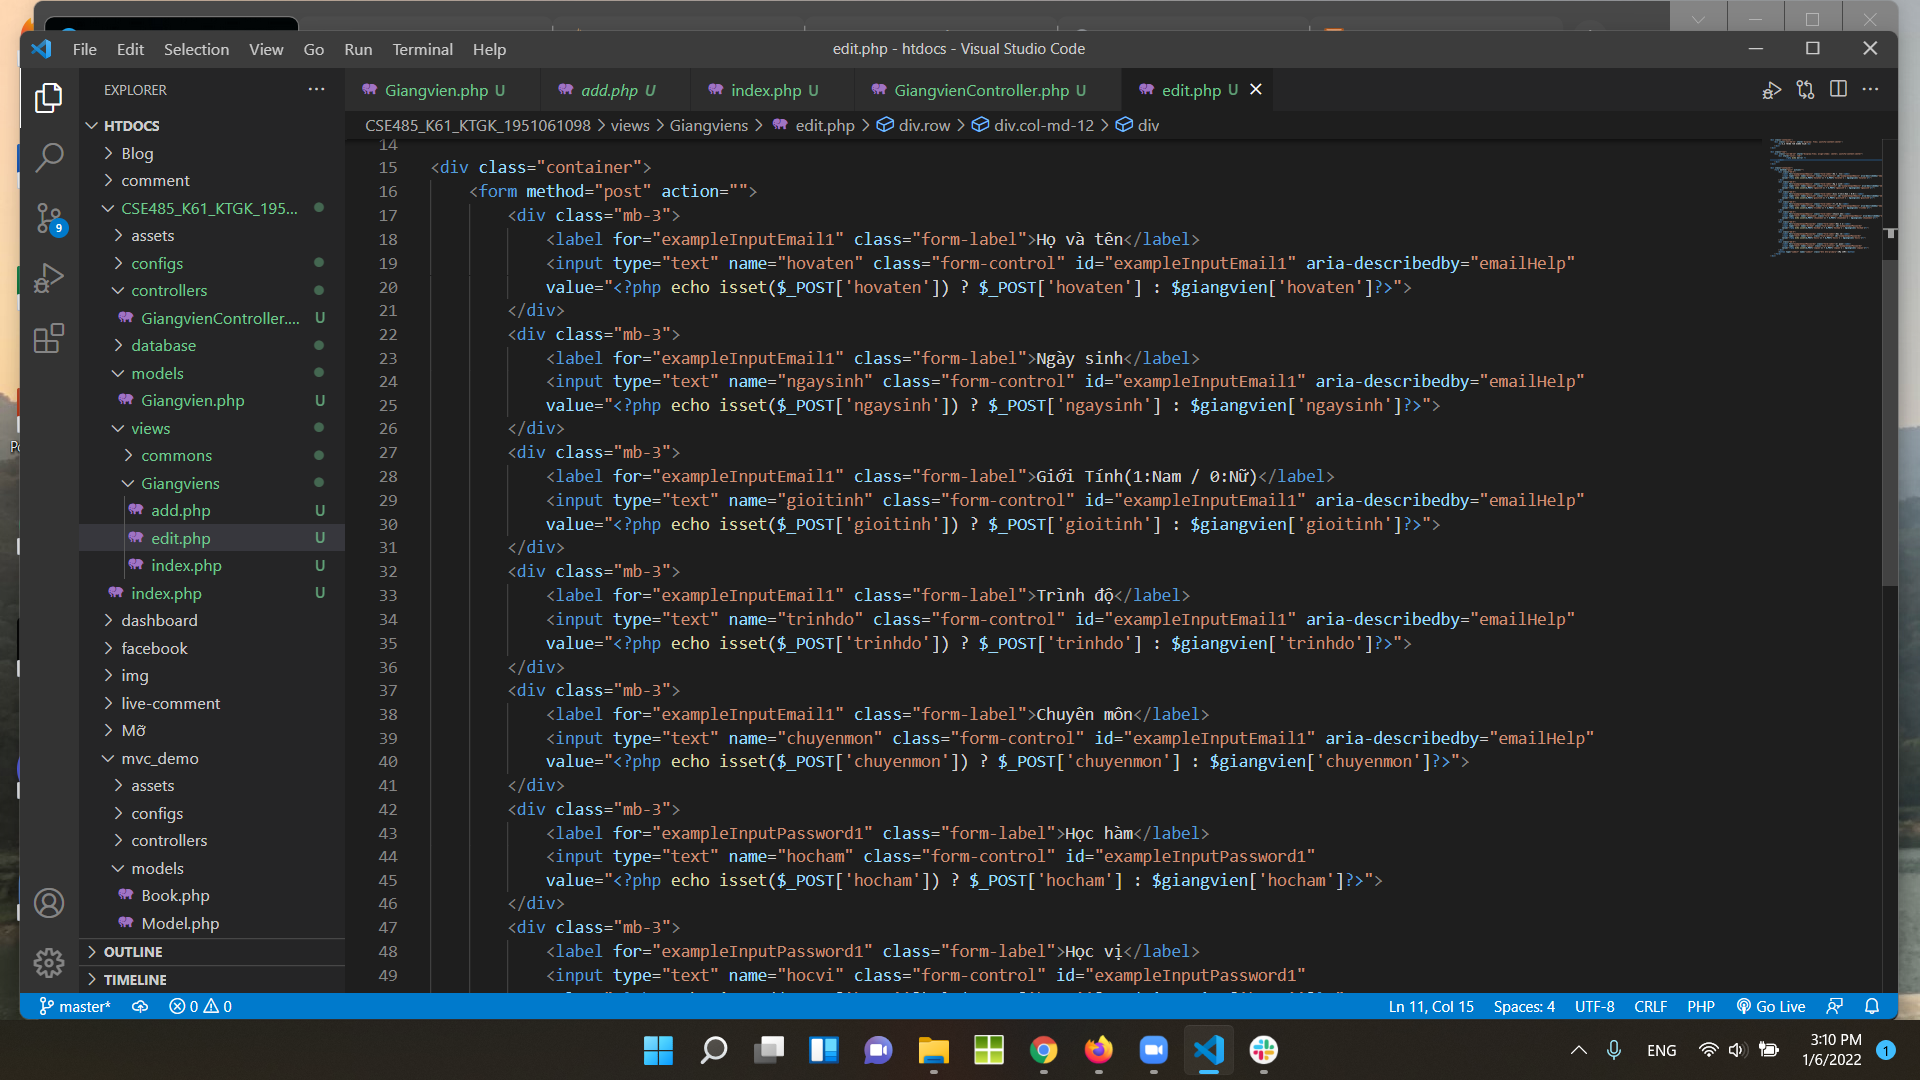 File Edit Selection View Go Run Terminal Help
edit.php - htdocs - Visual Studio Code
EXPLORER
Giangvien.php U
add.php U
index.php U
GiangvienController.php U
edit.php U
CSE485_K61_KTGK_1951061098 > views > Giangviens > edit.php > div.row > div.col-md-12 > div
HTDOCS
Blog
comment
CSE485_K61_KTGK_195...
assets
configs
controllers
GiangvienController.... U
database
models
Giangvien.php U
views
commons
Giangviens
add.php U
edit.php U
index.php U
index.php U
dashboard
facebook
img
live-comment
Mỡ
mvc_demo
assets
configs
controllers
models
Book.php
Model.php
OUTLINE
TIMELINE
9
14
15 <div class="container">
16 <form method="post" action="">
17 <div class="mb-3">
18 <label for="exampleInputEmail1" class="form-label">Họ và tên</label>
19 <input type="text" name="hovaten" class="form-control" id="exampleInputEmail1" aria-describedby="emailHelp"
20 value="<?php echo isset($_POST['hovaten']) ? $_POST['hovaten'] : $giangvien['hovaten']?>">
21 </div>
22 <div class="mb-3">
23 <label for="exampleInputEmail1" class="form-label">Ngày sinh</label>
24 <input type="text" name="ngaysinh" class="form-control" id="exampleInputEmail1" aria-describedby="emailHelp"
25 value="<?php echo isset($_POST['ngaysinh']) ? $_POST['ngaysinh'] : $giangvien['ngaysinh']?>">
26 </div>
27 <div class="mb-3">
28 <label for="exampleInputEmail1" class="form-label">Giới Tính(1:Nam / 0:Nữ)</label>
29 <input type="text" name="gioitinh" class="form-control" id="exampleInputEmail1" aria-describedby="emailHelp"
30 value="<?php echo isset($_POST['gioitinh']) ? $_POST['gioitinh'] : $giangvien['gioitinh']?>">
31 </div>
32 <div class="mb-3">
33 <label for="exampleInputEmail1" class="form-label">Trình độ</label>
34 <input type="text" name="trinhdo" class="form-control" id="exampleInputEmail1" aria-describedby="emailHelp"
35 value="<?php echo isset($_POST['trinhdo']) ? $_POST['trinhdo'] : $giangvien['trinhdo']?>">
36 </div>
37 <div class="mb-3">
38 <label for="exampleInputEmail1" class="form-label">Chuyên môn</label>
39 <input type="text" name="chuyenmon" class="form-control" id="exampleInputEmail1" aria-describedby="emailHelp"
40 value="<?php echo isset($_POST['chuyenmon']) ? $_POST['chuyenmon'] : $giangvien['chuyenmon']?>">
41 </div>
42 <div class="mb-3">
43 <label for="exampleInputPassword1" class="form-label">Học hàm</label>
44 <input type="text" name="hocham" class="form-control" id="exampleInputPassword1"
45 value="<?php echo isset($_POST['hocham']) ? $_POST['hocham'] : $giangvien['hocham']?>">
46 </div>
47 <div class="mb-3">
48 <label for="exampleInputPassword1" class="form-label">Học vị</label>
49 <input type="text" name="hocvi" class="form-control" id="exampleInputPassword1"
master* 0 0
Ln 11, Col 15 Spaces: 4 UTF-8 CRLF PHP Go Live
ENG
3:10 PM
1/6/2022
1